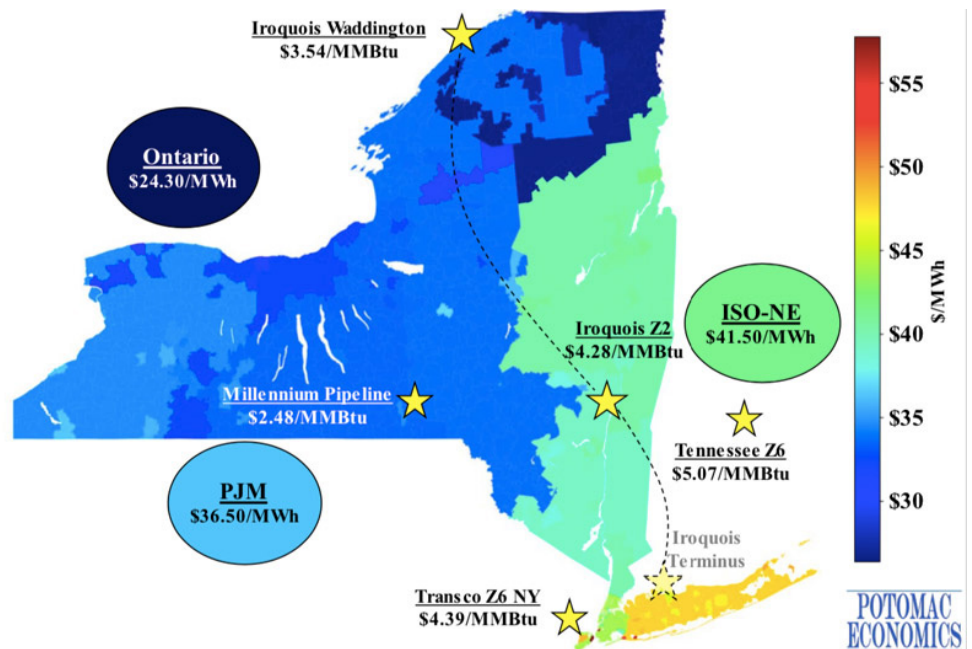 Iroquois Waddington
$3.54/MMBtu
Ontario
$24.30/MWh
Iroquois Z2
$4.28/MMBtu
ISO-NE
$41.50/MWh
Millennium Pipeline
$2.48/MMBtu
Tennessee Z6
$5.07/MMBtu
PJM
$36.50/MWh
Iroquois
Terminus
Transco Z6 NY
$4.39/MMBtu
$55
$50
$45
$40
$35
$30
$/MWh
POTOMAC
ECONOMICS